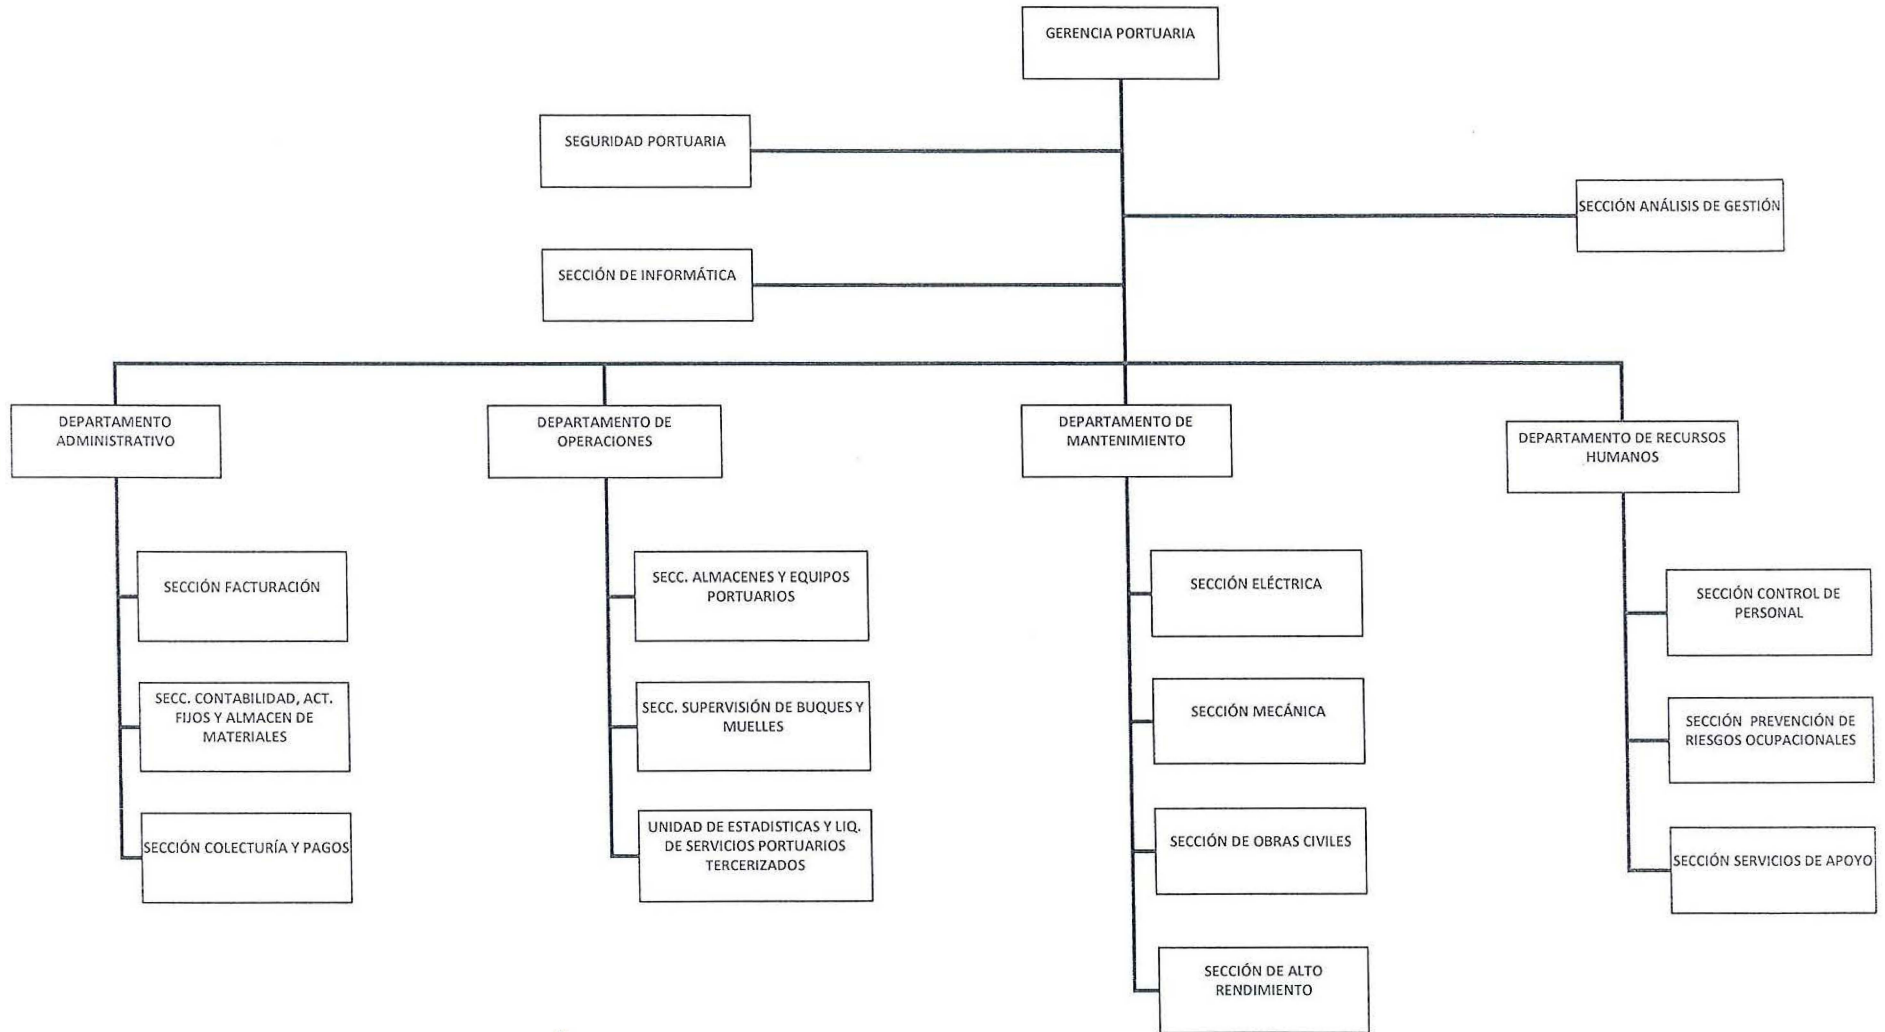 GERENCIA PORTUARIA
SEGURIDAD PORTUARIA
SECCIÓN ANÁLISIS DE GESTIÓN
SECCIÓN DE INFORMÁTICA
DEPARTAMENTO
ADMINISTRATIVO
DEPARTAMENTO DE
OPERACIONES
DEPARTAMENTO DE
MANTENIMIENTO
DEPARTAMENTO DE RECURSOS
HUMANOS
SECCIÓN FACTURACIÓN
SECC. CONTABILIDAD, ACT.
FIJOS Y ALMACEN DE
MATERIALES
SECCIÓN COLECTURÍA Y PAGOS
SECC. ALMACENES Y EQUIPOS
PORTUARIOS
SECC. SUPERVISIÓN DE BUQUES Y
MUELLES
UNIDAD DE ESTADISTICAS Y LIQ.
DE SERVICIOS PORTUARIOS
TERCERIZADOS
SECCIÓN ELÉCTRICA
SECCIÓN MECÁNICA
SECCIÓN DE OBRAS CIVILES
SECCIÓN DE ALTO
RENDIMIENTO
SECCIÓN CONTROL DE
PERSONAL
SECCIÓN PREVENCIÓN DE
RIESGOS OCUPACIONALES
SECCIÓN SERVICIOS DE APOYO